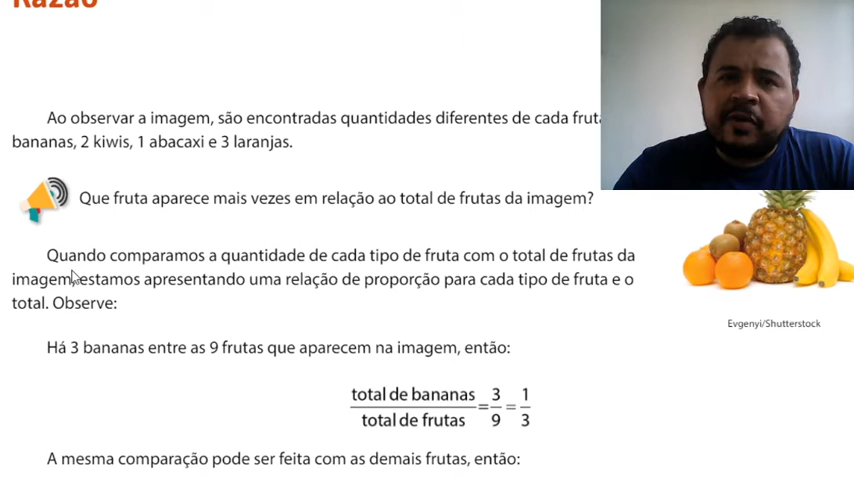 Razão
Ao observar a imagem, são encontradas quantidades diferentes de cada fruta
bananas, 2 kiwis, 1 abacaxi e 3 laranjas.
Que fruta aparece mais vezes em relação ao total de frutas da imagem?
Quando comparamos a quantidade de cada tipo de fruta com o total de frutas da
imagem, estamos apresentando uma relação de proporção para cada tipo de fruta e o
total. Observe:
Evgenyi/Shutterstock
Há 3 bananas entre as 9 frutas que aparecem na imagem, então:
total de bananas / total de frutas = 3/9 = 1/3
A mesma comparação pode ser feita com as demais frutas, então: